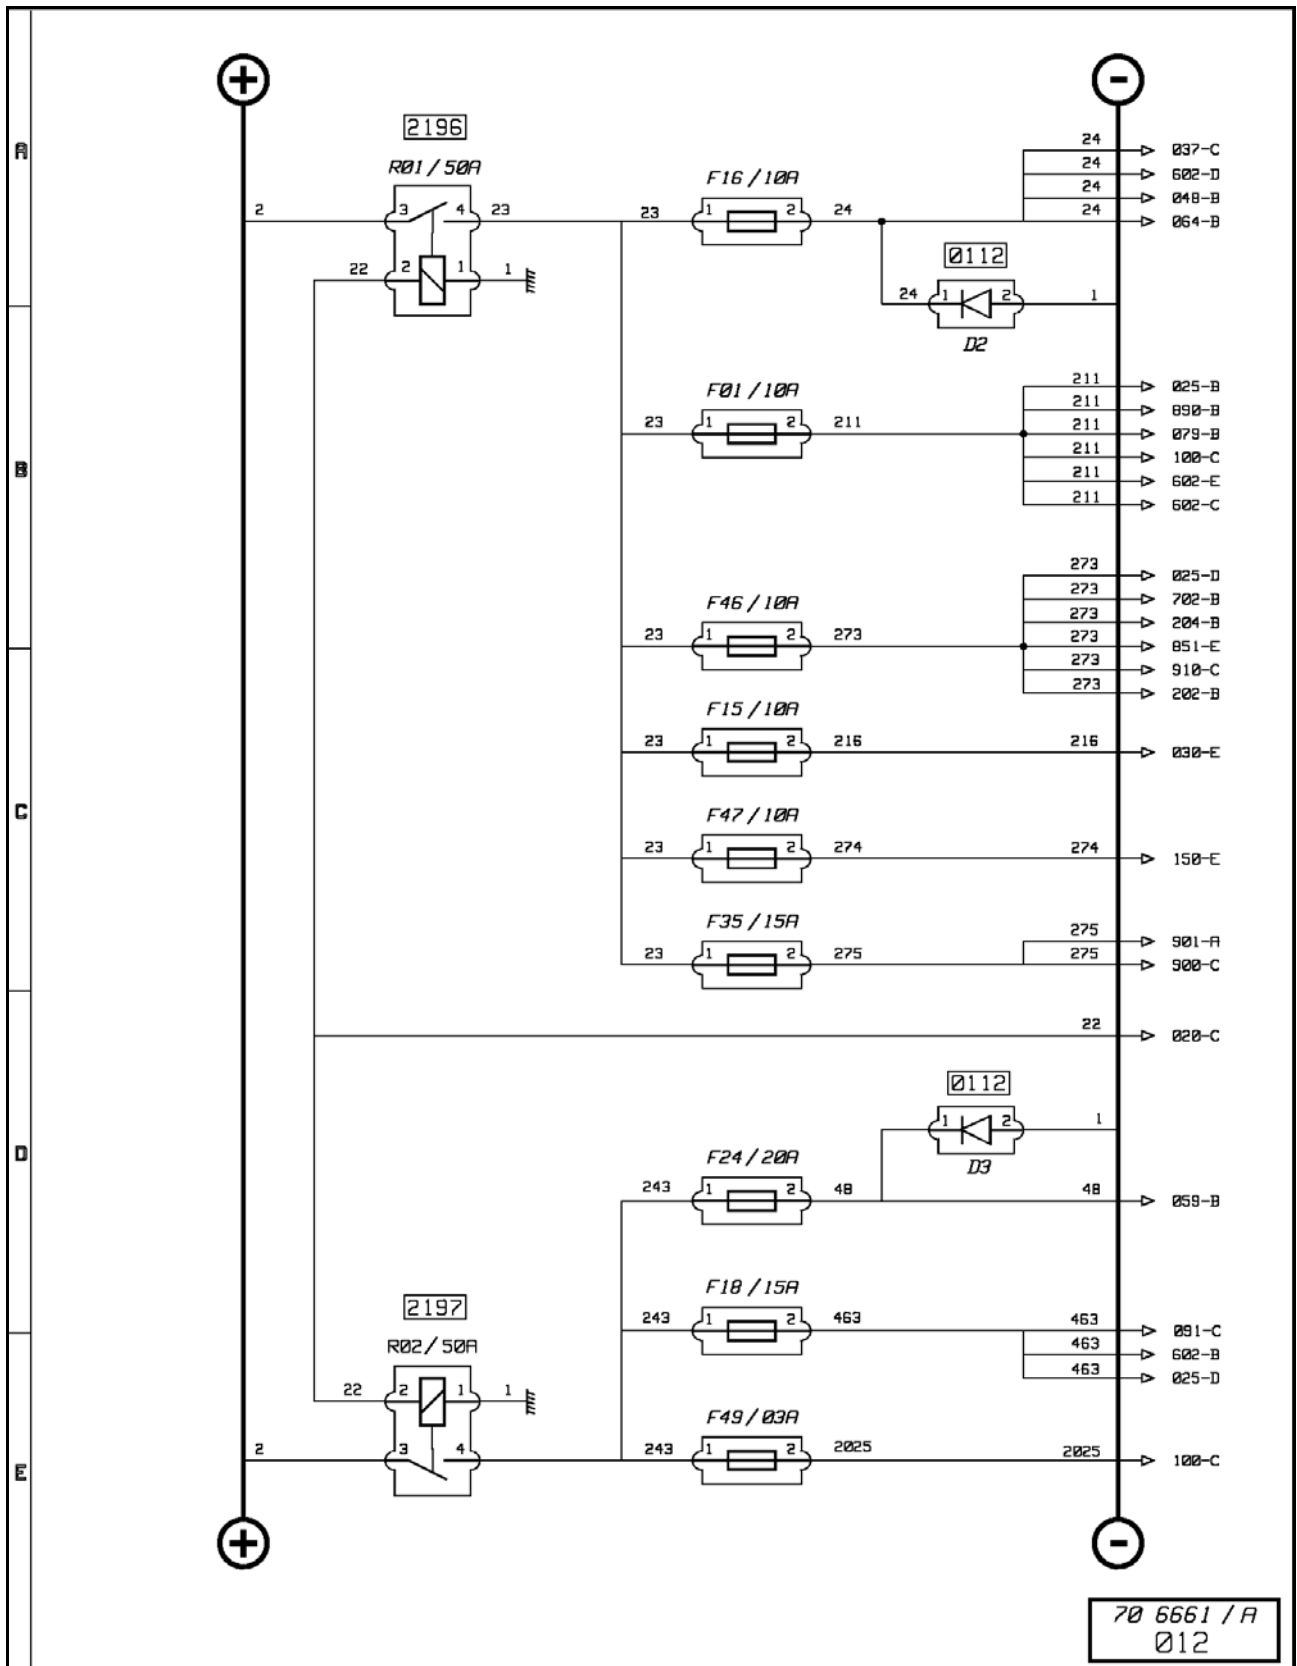 + -
A
2196
R01/50A
F16/10A
24 037-C
24 602-D
24 048-B
2 3 4 23 23 1 2 24 24 064-B
0112
22 2 1 1
24 1 2 1
D2
F01/10A
211 025-B
211 890-B
23 1 2 211 211 079-B
211 100-C
B
211 602-E
211 602-C
273 025-D
F46/10A
273 702-B
273 204-B
23 1 2 273 273 851-E
273 910-C
273 202-B
F15/10A
23 1 2 216 216 030-E
C
F47/10A
23 1 2 274 274 150-E
F35/15A
275 901-A
23 1 2 275 275 900-C
22 020-C
0112
1 2 1
D
F24/20A
D3
243 1 2 48 48 059-B
F18/15A
2197
243 1 2 463 463 091-C
R02/50A
463 602-B
463 025-D
22 2 1 1
F49/03A
2 3 4 243 1 2 2025 2025 100-C
E
+ -
70 6661/A
012